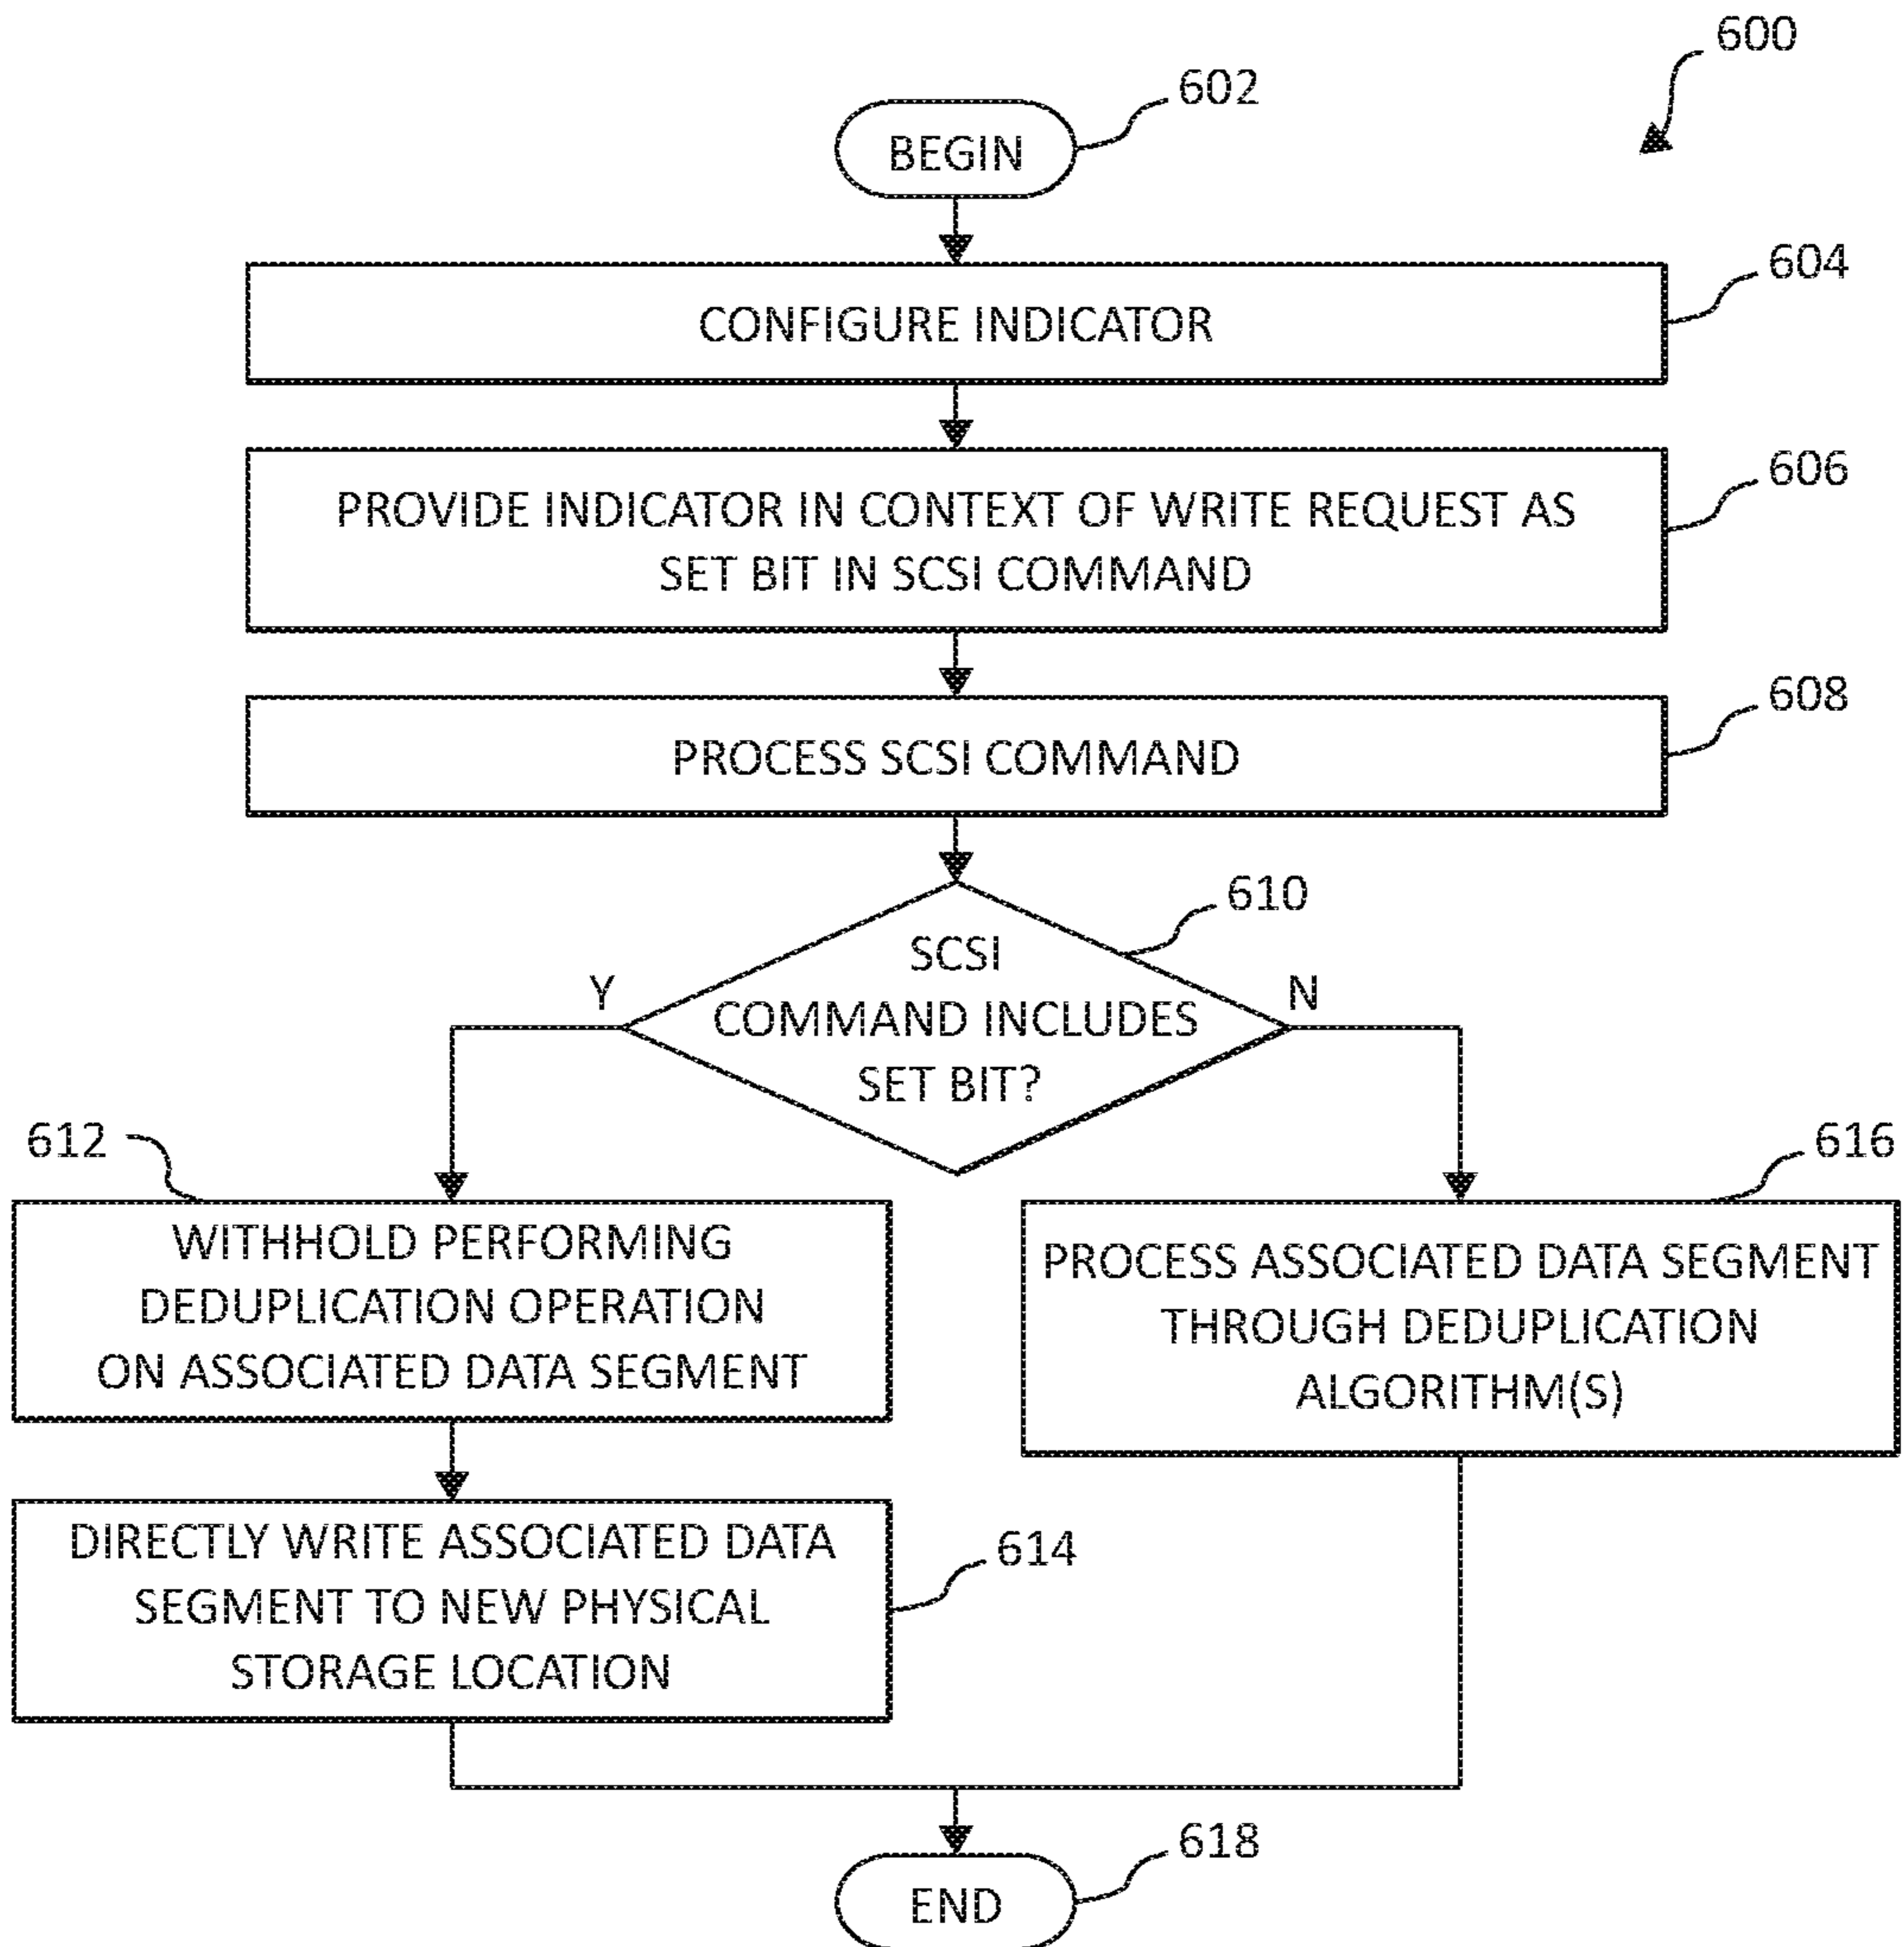 600
602
BEGIN
604
CONFIGURE INDICATOR
606
PROVIDE INDICATOR IN CONTEXT OF WRITE REQUEST AS
SET BIT IN SCSI COMMAND
608
PROCESS SCSI COMMAND
610
SCSI
COMMAND INCLUDES
SET BIT?
Y
N
612
WITHHOLD PERFORMING
DEDUPLICATION OPERATION
ON ASSOCIATED DATA SEGMENT
616
PROCESS ASSOCIATED DATA SEGMENT
THROUGH DEDUPLICATION
ALGORITHM(S)
DIRECTLY WRITE ASSOCIATED DATA
SEGMENT TO NEW PHYSICAL
STORAGE LOCATION
614
618
END